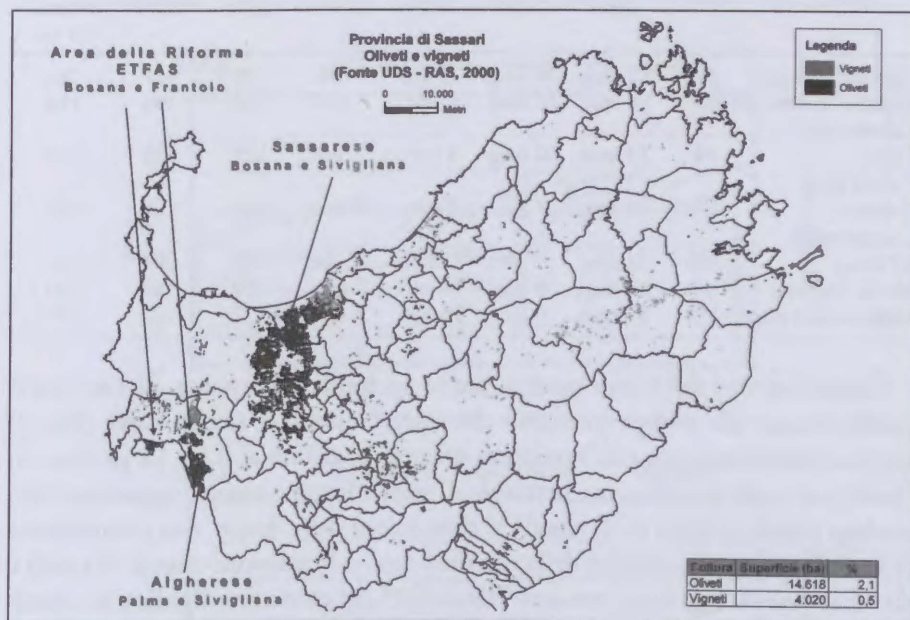 Area della Riforma
ETFAS
Bosana e Frantoio
Provincia di Sassari
Oliveti e vigneti
(Fonte UDS - RAS, 2000)
0 10.000
Metri
Legenda
Vigneti
Oliveti
Sassarese
Bosana e Sivigliana
Algherese
Palma e Sivigliana
Coltura Superficie (ha) %
Oliveti 14.618 2,1
Vigneti 4.020 0,5